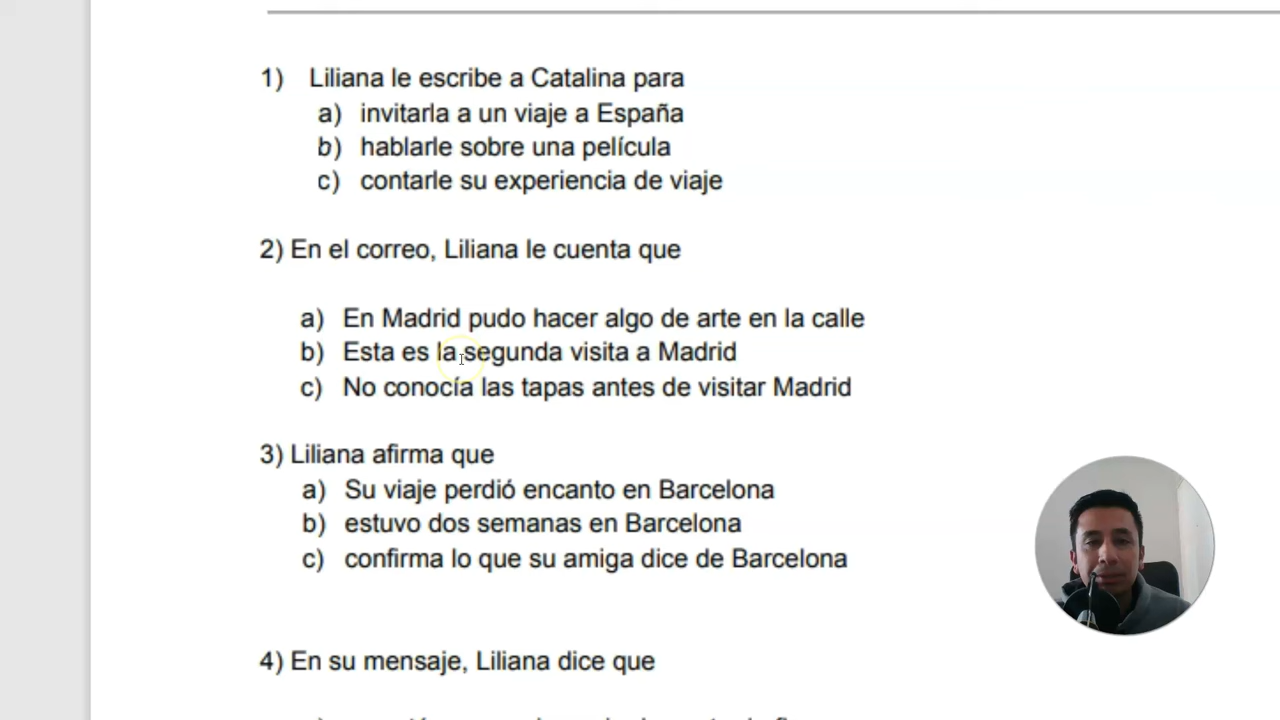 1) Liliana le escribe a Catalina para
a) invitarla a un viaje a España
b) hablarle sobre una película
c) contarle su experiencia de viaje
2) En el correo, Liliana le cuenta que
a) En Madrid pudo hacer algo de arte en la calle
b) Esta es la segunda visita a Madrid
c) No conocía las tapas antes de visitar Madrid
3) Liliana afirma que
a) Su viaje perdió encanto en Barcelona
b) estuvo dos semanas en Barcelona
c) confirma lo que su amiga dice de Barcelona
4) En su mensaje, Liliana dice que